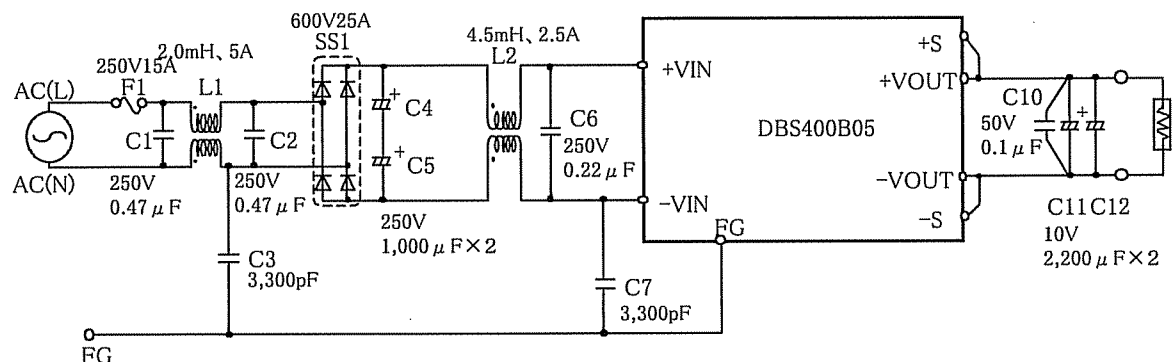 600V25A
SS1
2.0mH、5A
250V15A
F1
L1
4.5mH、2.5A
L2
AC(L)
AC(N)
C1
250V
0.47μF
C2
250V
0.47μF
+
C4
+
C5
250V
1,000μF×2
C6
250V
0.22μF
C3
3,300pF
C7
3,300pF
FG
+VIN
−VIN
DBS400B05
FG
+S
+VOUT
−VOUT
−S
C10
50V
0.1μF
+
C11 C12
10V
2,200μF×2